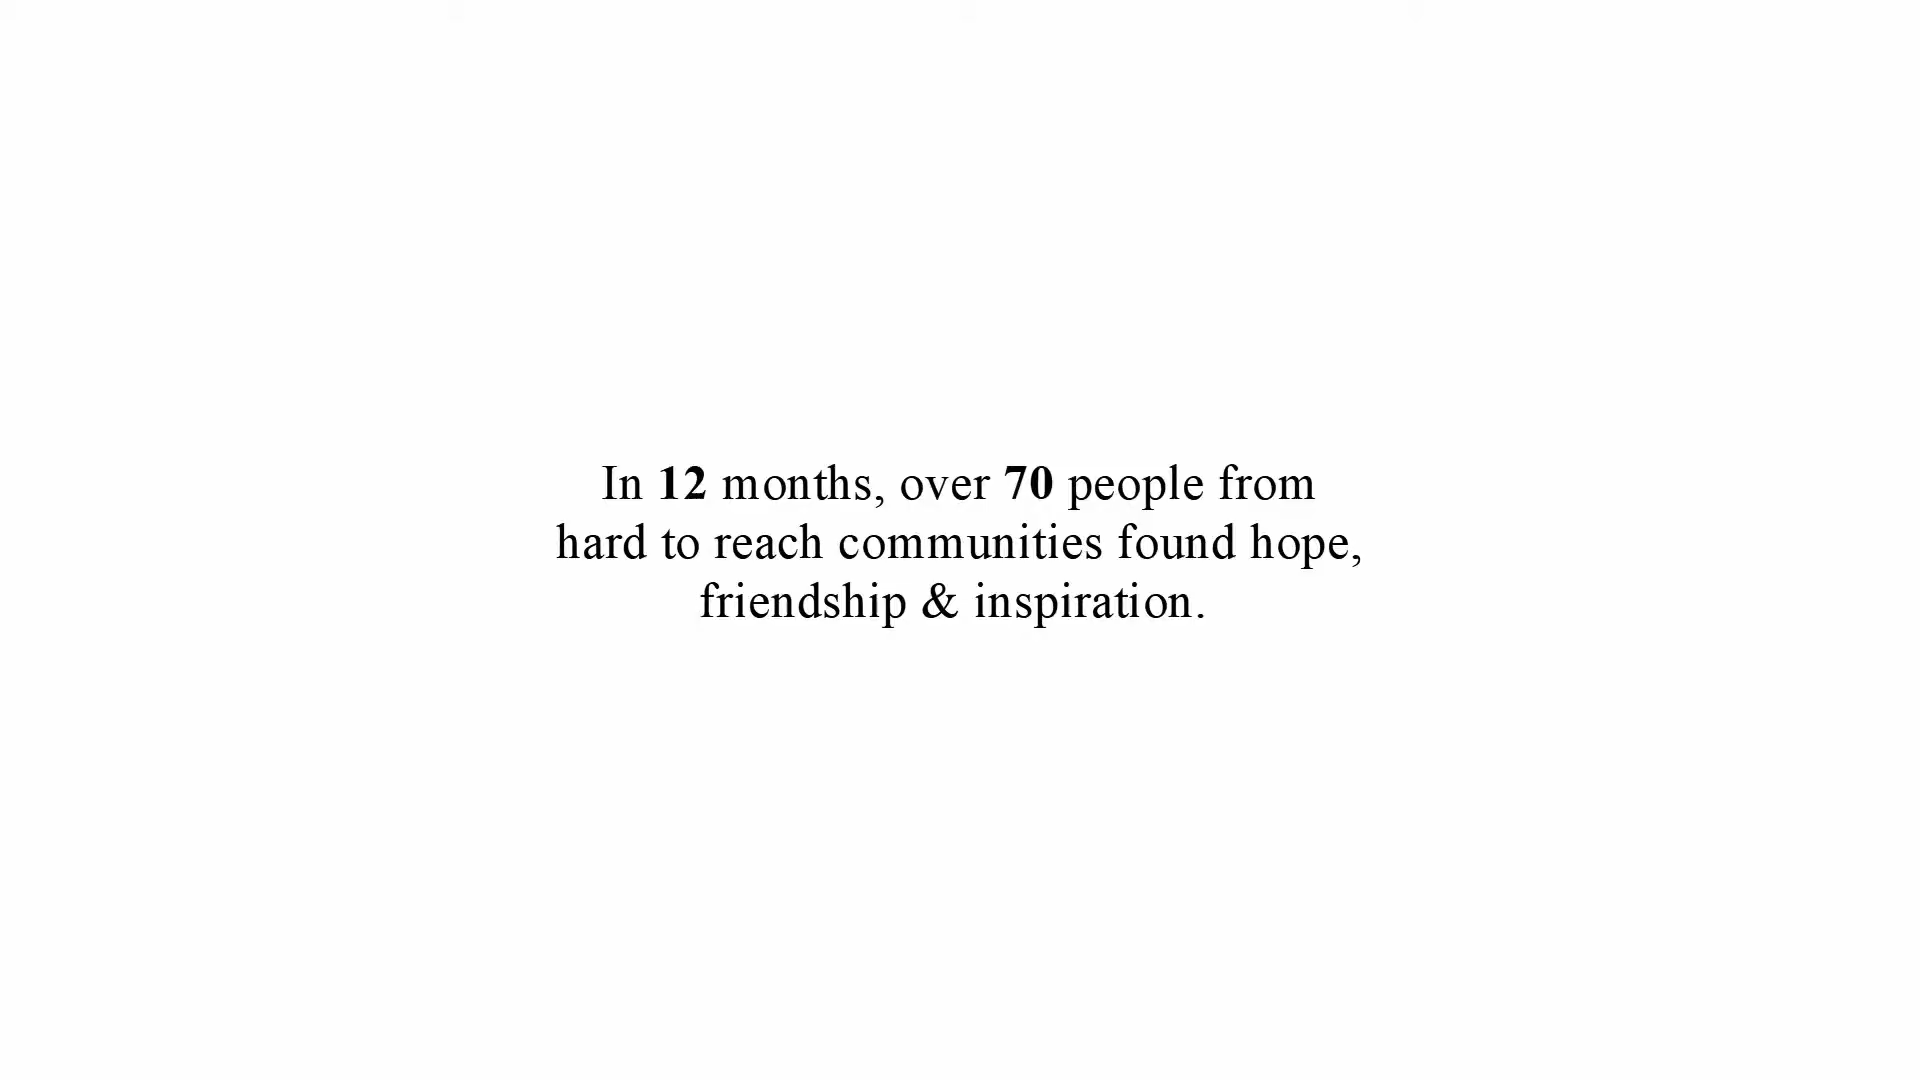 In 12 months, over 70 people from
hard to reach communities found hope,
friendship & inspiration.